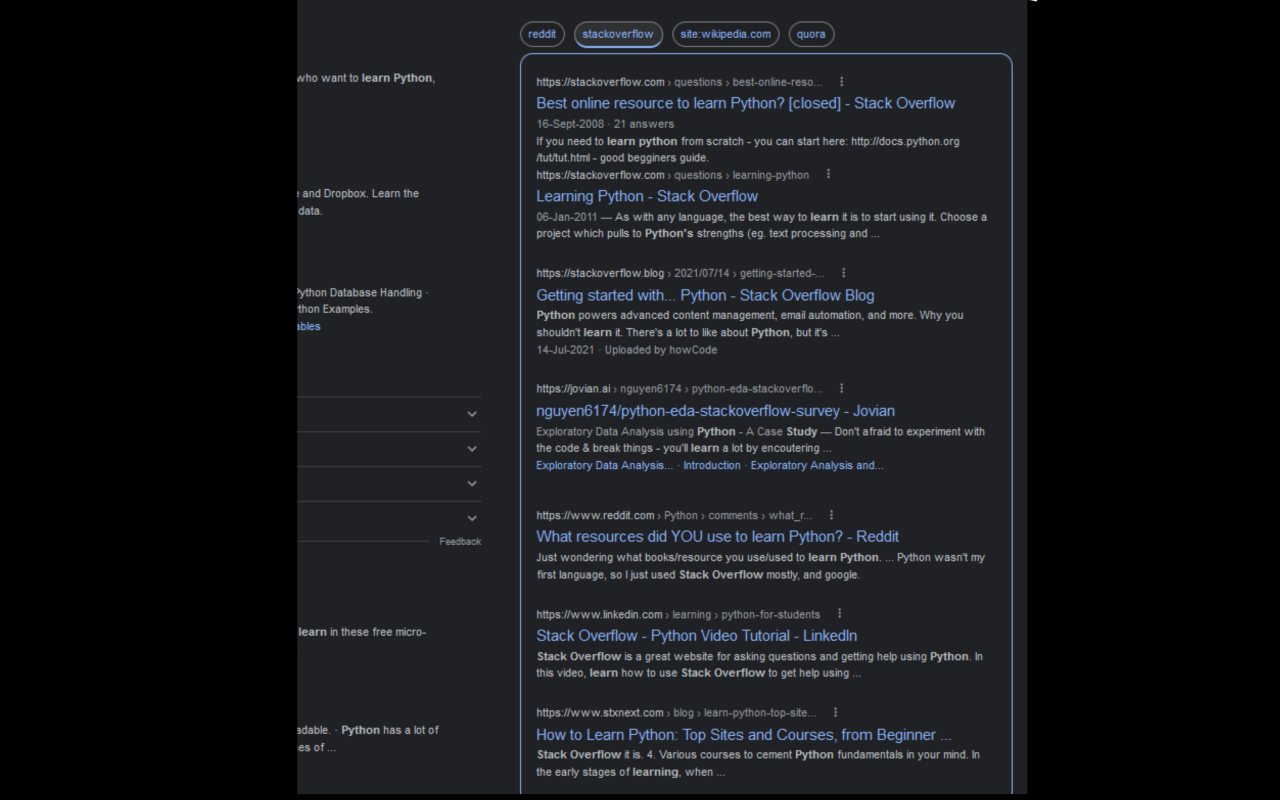 who want to learn Python,
e and Dropbox. Learn the
data.
Python Database Handling ·
thon Examples.
ables
Feedback
learn in these free micro-
adable. · Python has a lot of
es of ...
reddit
stackoverflow
site:wikipedia.com
quora
https://stackoverflow.com › questions › best-online-reso...
Best online resource to learn Python? [closed] - Stack Overflow
16-Sept-2008 · 21 answers
If you need to learn python from scratch - you can start here: http://docs.python.org
/tut/tut.html - good begginers guide.
https://stackoverflow.com › questions › learning-python
Learning Python - Stack Overflow
06-Jan-2011 — As with any language, the best way to learn it is to start using it. Choose a
project which pulls to Python's strengths (eg. text processing and ...
https://stackoverflow.blog › 2021/07/14 › getting-started-...
Getting started with... Python - Stack Overflow Blog
Python powers advanced content management, email automation, and more. Why you
shouldn't learn it. There's a lot to like about Python, but it's ...
14-Jul-2021 · Uploaded by howCode
https://jovian.ai › nguyen6174 › python-eda-stackoverflo...
nguyen6174/python-eda-stackoverflow-survey - Jovian
Exploratory Data Analysis using Python - A Case Study — Don't afraid to experiment with
the code & break things - you'll learn a lot by encoutering ...
Exploratory Data Analysis... · Introduction · Exploratory Analysis and...
https://www.reddit.com › Python › comments › what_r...
What resources did YOU use to learn Python? - Reddit
Just wondering what books/resource you use/used to learn Python. ... Python wasn't my
first language, so I just used Stack Overflow mostly, and google.
https://www.linkedin.com › learning › python-for-students
Stack Overflow - Python Video Tutorial - LinkedIn
Stack Overflow is a great website for asking questions and getting help using Python. In
this video, learn how to use Stack Overflow to get help using ...
https://www.stxnext.com › blog › learn-python-top-site...
How to Learn Python: Top Sites and Courses, from Beginner ...
Stack Overflow it is. 4. Various courses to cement Python fundamentals in your mind. In
the early stages of learning, when ...